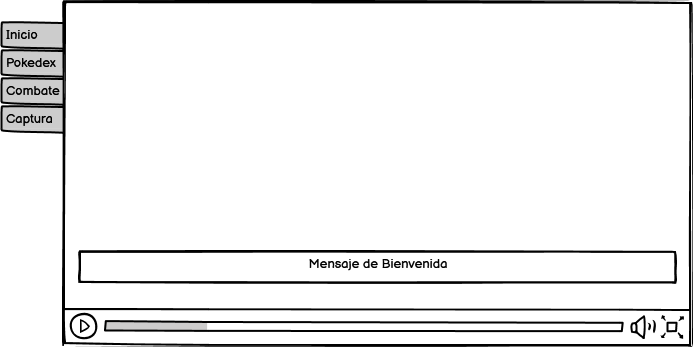 Inicio
Pokedex
Combate
Captura
Mensaje de Bienvenida